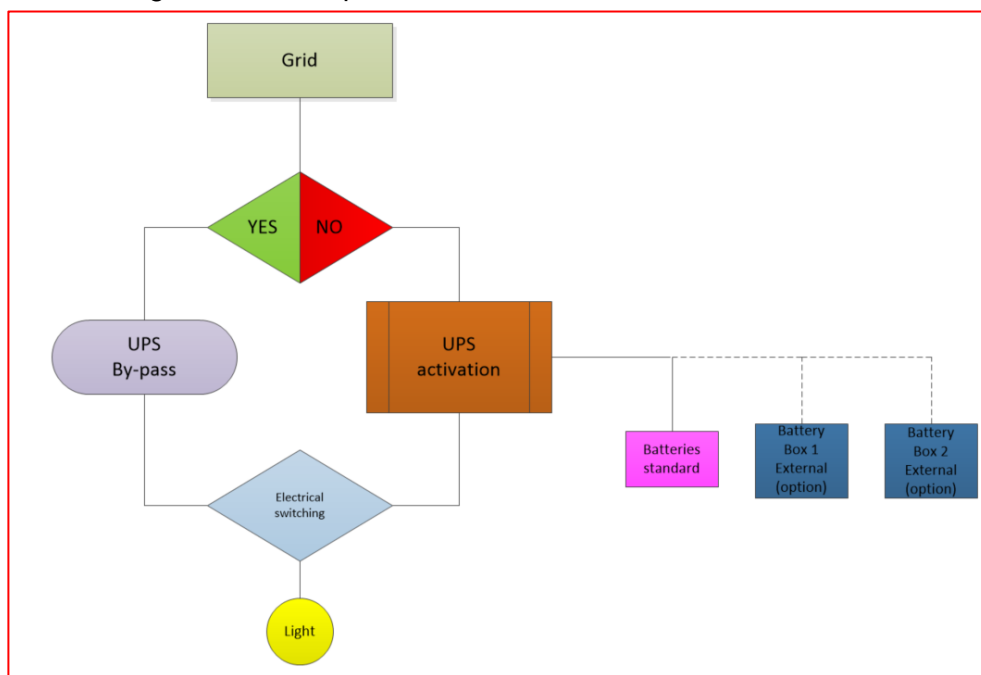 Grid
YES
NO
UPS
By-pass
UPS
activation
Batteries
standard
Battery
Box 1
External
(option)
Battery
Box 2
External
(option)
Electrical
switching
Light